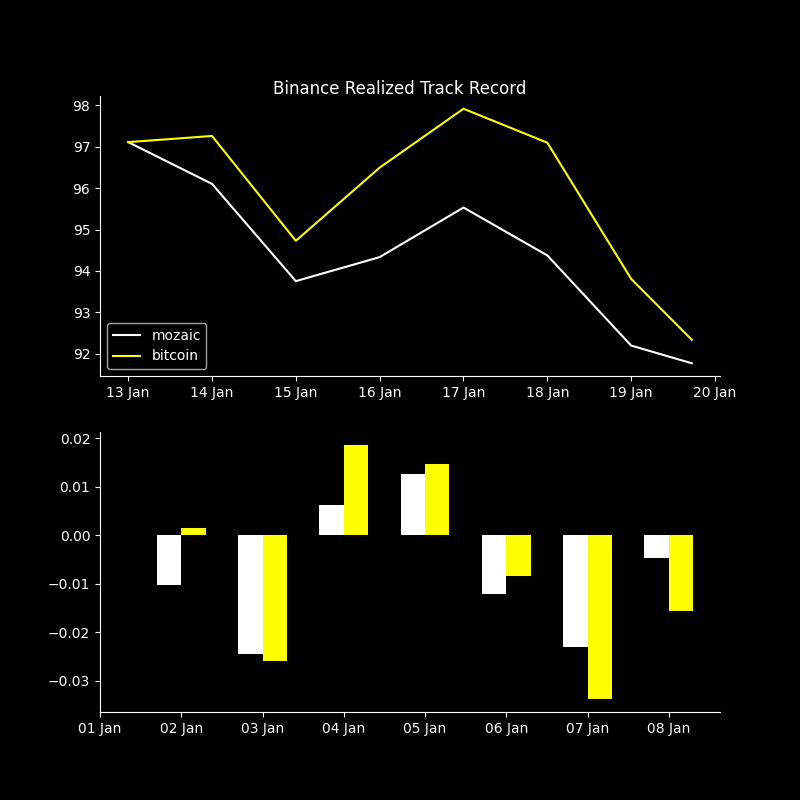 Binance Realized Track Record
98
97
96
95
94
93
92
mozaic
bitcoin
13 Jan 14 Jan 15 Jan 16 Jan 17 Jan 18 Jan 19 Jan 20 Jan
0.02
0.01
0.00
−0.01
−0.02
−0.03
01 Jan 02 Jan 03 Jan 04 Jan 05 Jan 06 Jan 07 Jan 08 Jan